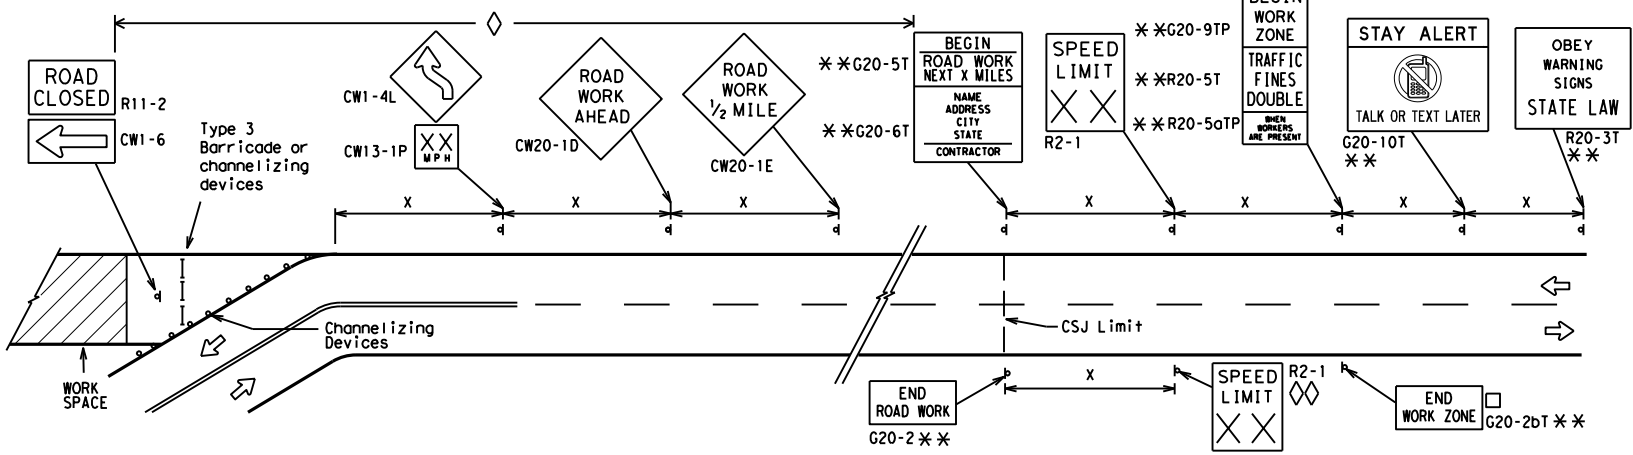 ROAD
CLOSED
R11-2
CW1-6
Type 3
Barricade or
channelizing
devices
CW1-4L
XX
MPH
CW13-1P
ROAD
WORK
AHEAD
CW20-1D
ROAD
WORK
1/2 MILE
CW20-1E
**G20-5T
BEGIN
ROAD WORK
NEXT X MILES
**G20-6T
NAME
ADDRESS
CITY
STATE
CONTRACTOR
SPEED
LIMIT
X X
R2-1
**G20-9TP
BEGIN
WORK
ZONE
**R20-5T
TRAFFIC
FINES
DOUBLE
**R20-5aTP
WHEN
WORKERS
ARE PRESENT
STAY ALERT
TALK OR TEXT LATER
G20-10T
**
OBEY
WARNING
SIGNS
STATE LAW
R20-3T
**
X
X
X
X
X
X
X
Channelizing
Devices
CSJ Limit
WORK
SPACE
END
ROAD WORK
G20-2**
X
SPEED
LIMIT
X X
R2-1
END
WORK ZONE
G20-2bT **